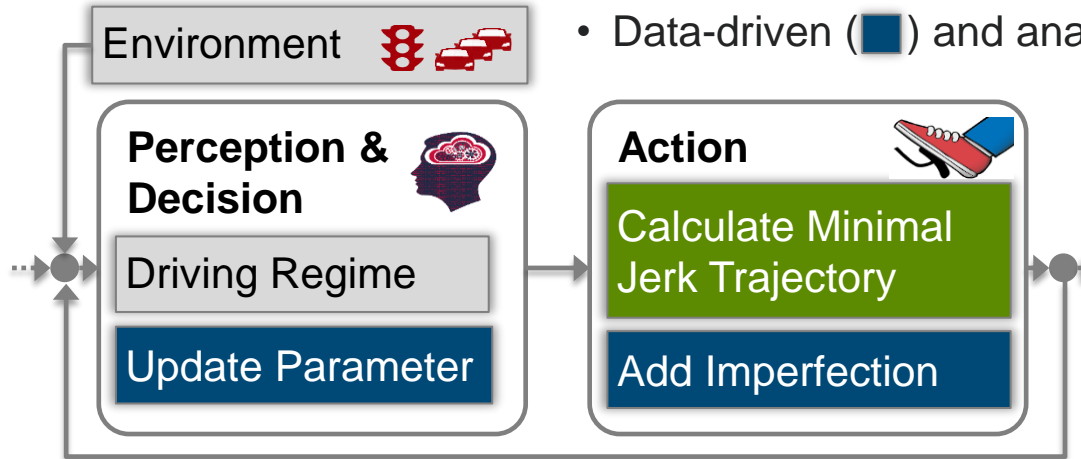 Environment
• Data-driven ( ) and ana
Perception &
Decision
Driving Regime
Update Parameter
Action
Calculate Minimal
Jerk Trajectory
Add Imperfection